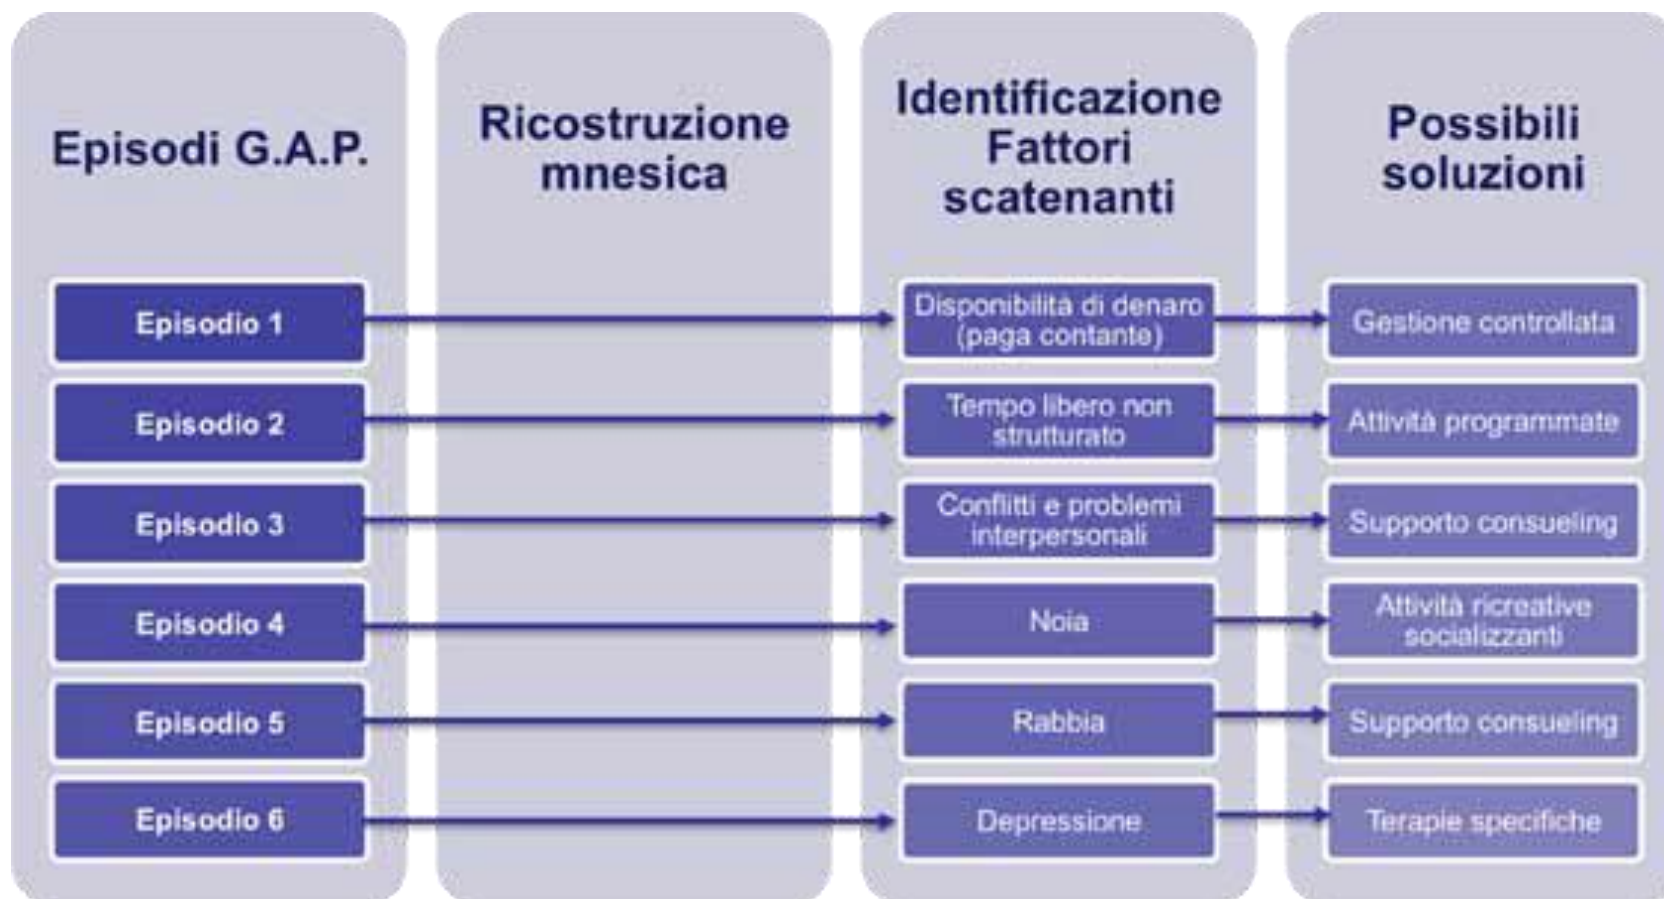 Episodi G.A.P.
Ricostruzione
mnesica
Identificazione
Fattori
scatenanti
Possibili
soluzioni
Episodio 1
Disponibilità di denaro
(paga contante)
Gestione controllata
Episodio 2
Tempo libero non
strutturato
Attività programmate
Episodio 3
Conflitti e problemi
interpersonali
Supporto consueling
Episodio 4
Noia
Attività ricreative
socializzanti
Episodio 5
Rabbia
Supporto consueling
Episodio 6
Depressione
Terapie specifiche